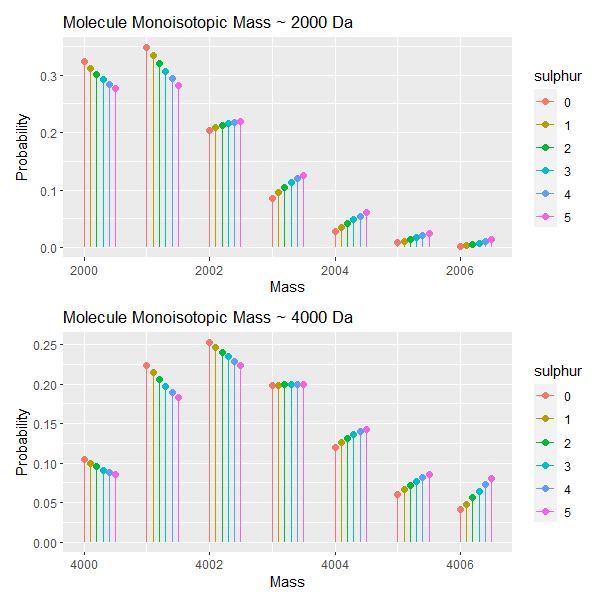 Molecule Monoisotopic Mass ~ 2000 Da
Probability
0.3
0.2
0.1
0.0
2000 2002 2004 2006
Mass
sulphur
0
1
2
3
4
5
Molecule Monoisotopic Mass ~ 4000 Da
Probability
0.25
0.20
0.15
0.10
0.05
0.00
4000 4002 4004 4006
Mass
sulphur
0
1
2
3
4
5